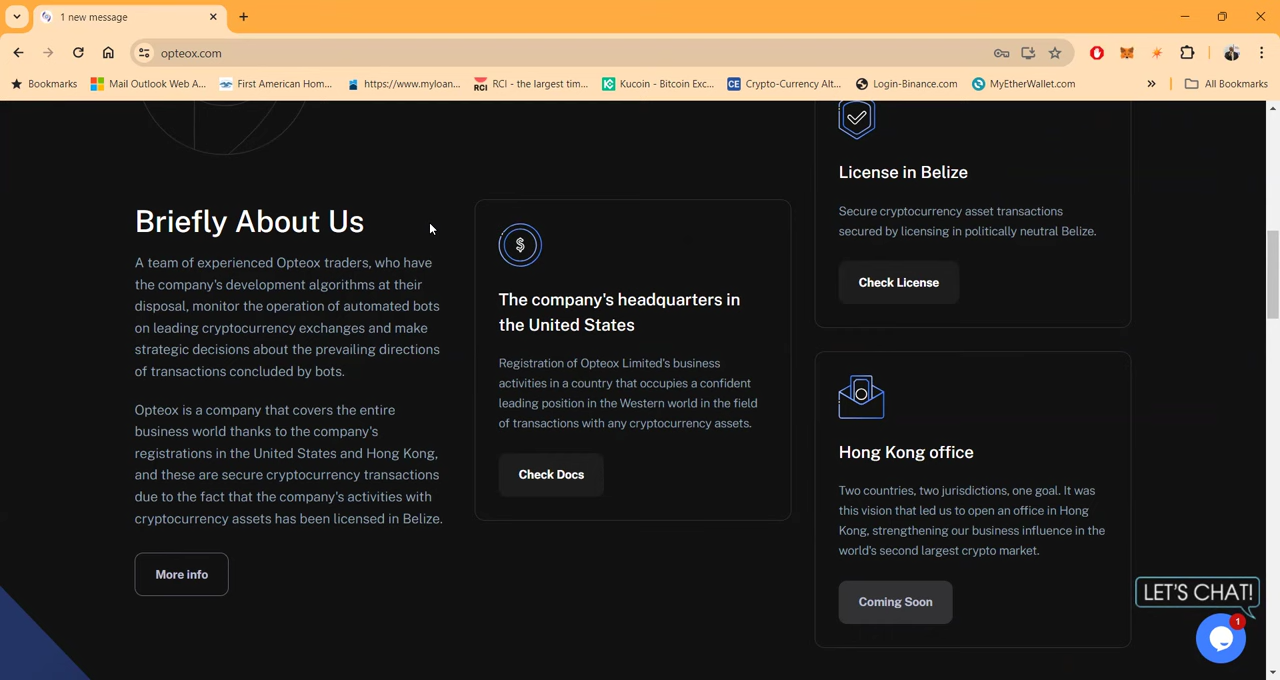 1 new message
opteox.com
Bookmarks
Mail Outlook Web A...
First American Hom...
https://www.myloan...
RCI - the largest tim...
Kucoin - Bitcoin Exc...
CE Crypto-Currency Alt...
Login-Binance.com
MyEtherWallet.com
»
All Bookmarks
Briefly About Us
A team of experienced Opteox traders, who have
the company's development algorithms at their
disposal, monitor the operation of automated bots
on leading cryptocurrency exchanges and make
strategic decisions about the prevailing directions
of transactions concluded by bots.
Opteox is a company that covers the entire
business world thanks to the company's
registrations in the United States and Hong Kong,
and these are secure cryptocurrency transactions
due to the fact that the company's activities with
cryptocurrency assets has been licensed in Belize.
More info
$
The company's headquarters in
the United States
Registration of Opteox Limited's business
activities in a country that occupies a confident
leading position in the Western world in the field
of transactions with any cryptocurrency assets.
Check Docs
License in Belize
Secure cryptocurrency asset transactions
secured by licensing in politically neutral Belize.
Check License
Hong Kong office
Two countries, two jurisdictions, one goal. It was
this vision that led us to open an office in Hong
Kong, strengthening our business influence in the
world's second largest crypto market.
Coming Soon
LET'S CHAT!
1